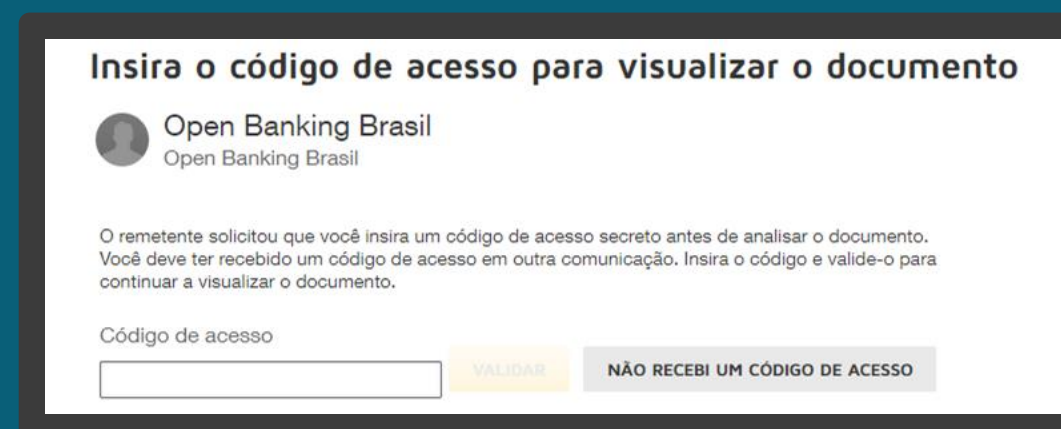 Insira o código de acesso para visualizar o documento
Open Banking Brasil
Open Banking Brasil
O remetente solicitou que você insira um código de acesso secreto antes de analisar o documento.
Você deve ter recebido um código de acesso em outra comunicação. Insira o código e valide-o para
continuar a visualizar o documento.
Código de acesso
VALIDAR
NÃO RECEBI UM CÓDIGO DE ACESSO